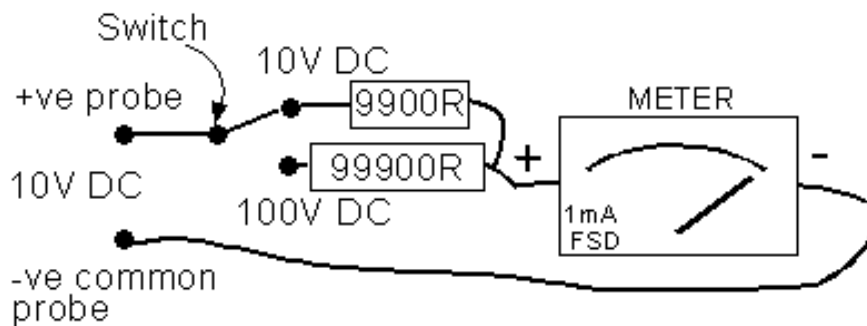 Switch
10V DC
+ve probe
9900R
METER
+
-
99900R
10V DC
100V DC
1mA
FSD
-ve common
probe